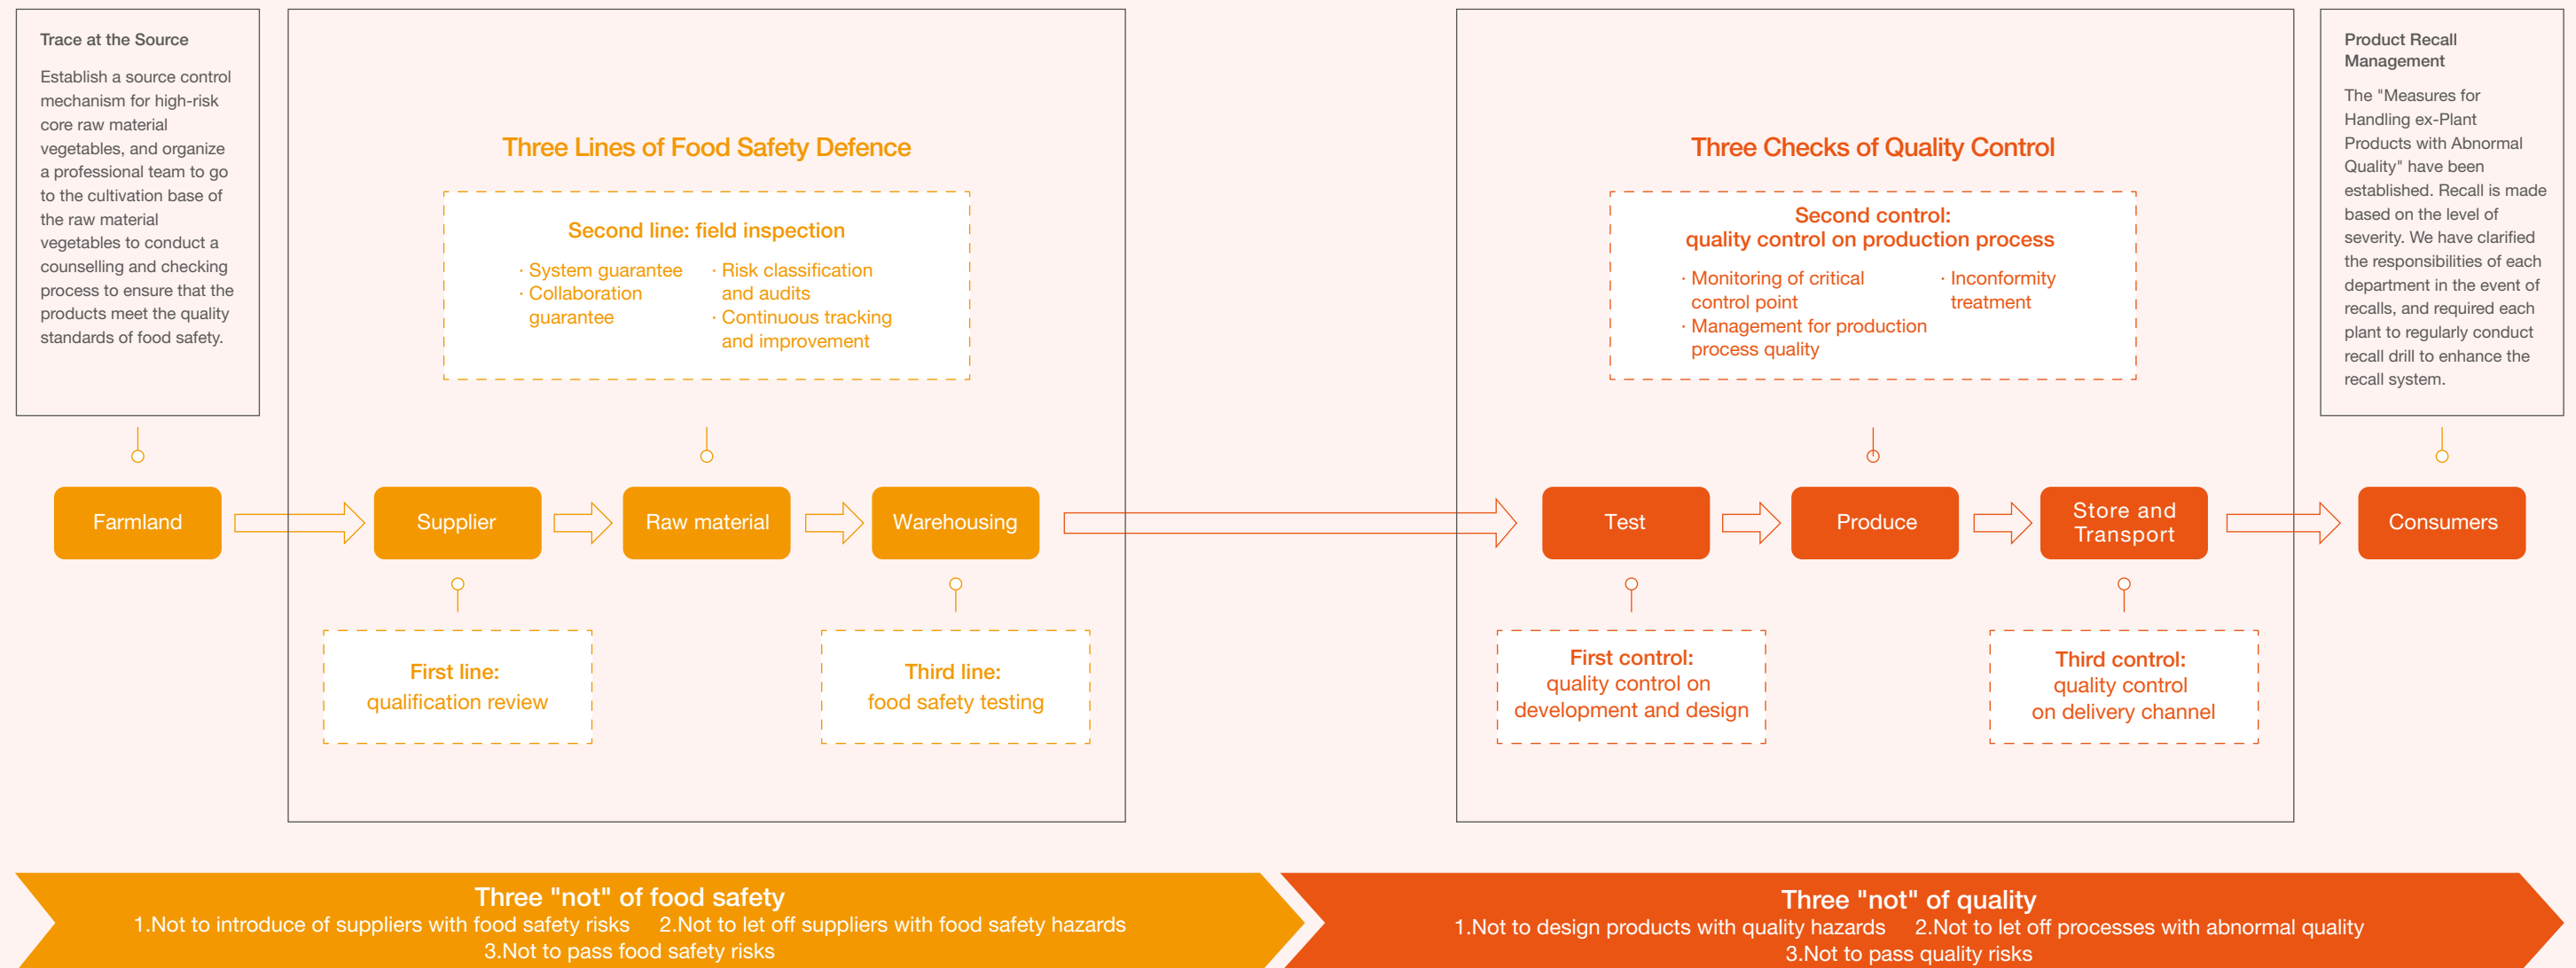 Trace at the Source
Establish a source control
mechanism for high-risk
core raw material
vegetables, and organize
a professional team to go
to the cultivation base of
the raw material
vegetables to conduct a
counselling and checking
process to ensure that the
products meet the quality
standards of food safety.
Three Lines of Food Safety Defence
Second line: field inspection
· System guarantee
· Collaboration
guarantee
· Risk classification
and audits
· Continuous tracking
and improvement
Three Checks of Quality Control
Second control:
quality control on production process
· Monitoring of critical
control point
· Management for production
process quality
· Inconformity
treatment
Product Recall
Management
The "Measures for
Handling ex-Plant
Products with Abnormal
Quality" have been
established. Recall is made
based on the level of
severity. We have clarified
the responsibilities of each
department in the event of
recalls, and required each
plant to regularly conduct
recall drill to enhance the
recall system.
Farmland
Supplier
Raw material
Warehousing
Test
Produce
Store and
Transport
Consumers
First line:
qualification review
Third line:
food safety testing
First control:
quality control on
development and design
Third control:
quality control
on delivery channel
Three "not" of food safety
1.Not to introduce of suppliers with food safety risks 2.Not to let off suppliers with food safety hazards
3.Not to pass food safety risks
Three "not" of quality
1.Not to design products with quality hazards 2.Not to let off processes with abnormal quality
3.Not to pass quality risks